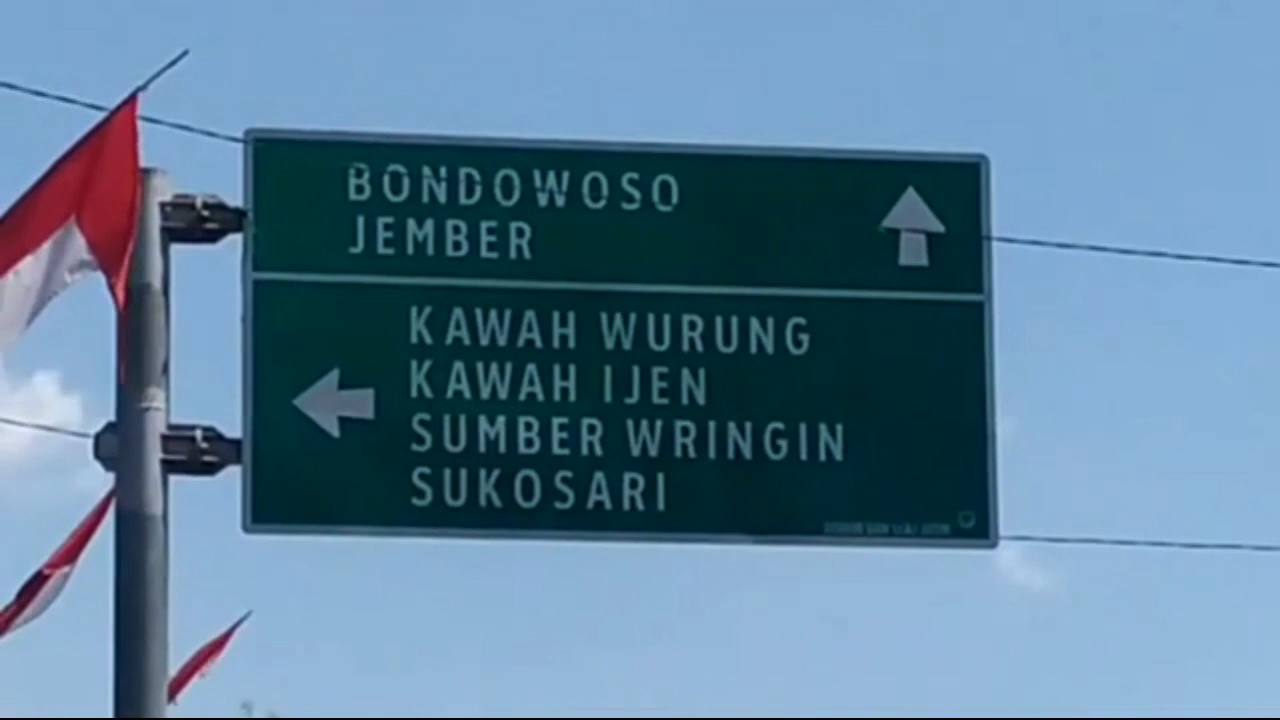 BONDOWOSO
JEMBER
KAWAH WURUNG
KAWAH IJEN
SUMBER WRINGIN
SUKOSARI